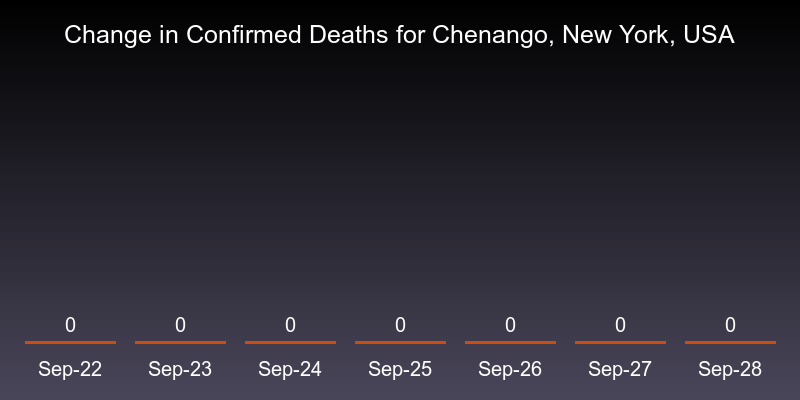 Change in Confirmed Deaths for Chenango, New York, USA
0 0 0 0 0 0 0
Sep-22 Sep-23 Sep-24 Sep-25 Sep-26 Sep-27 Sep-28